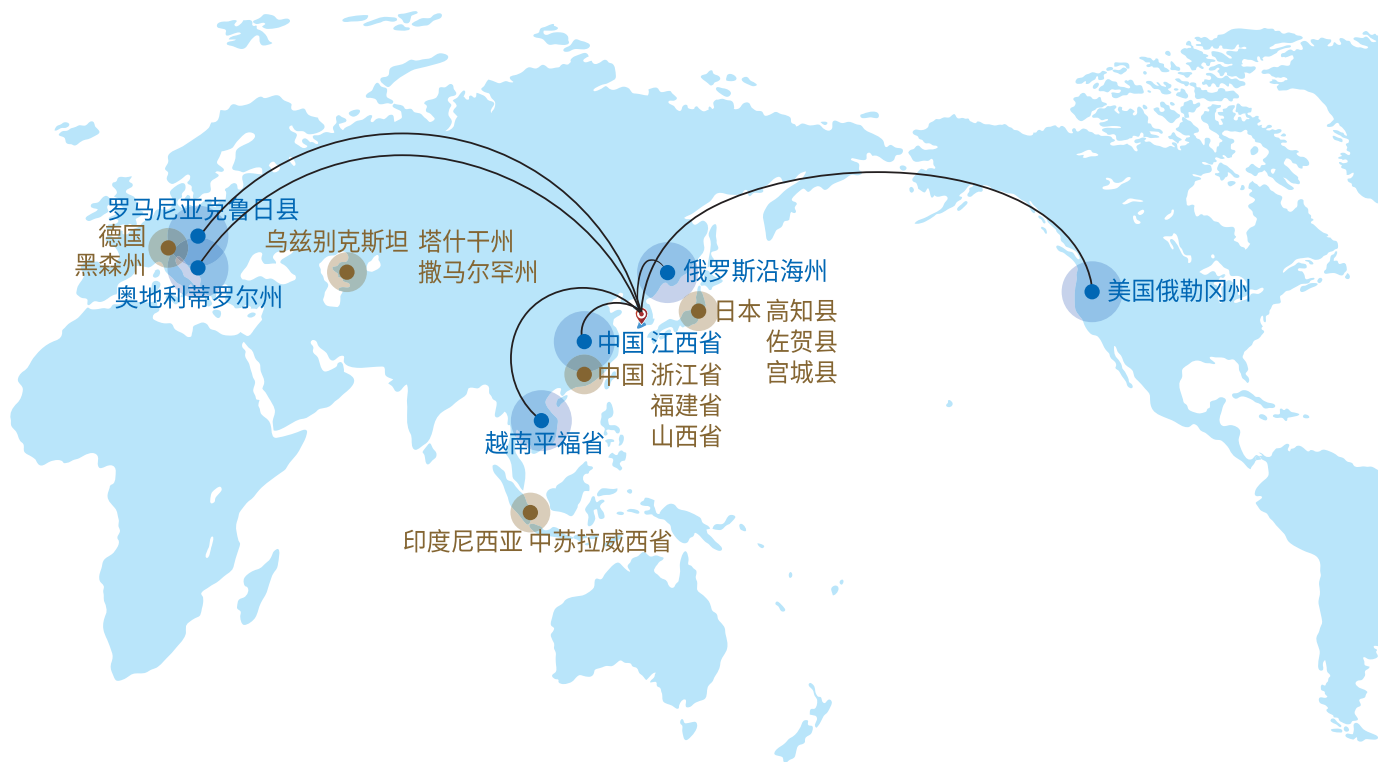 罗马尼亚克鲁日县
德国
黑森州
奥地利蒂罗尔州
乌兹别克斯坦 塔什干州
撒马尔罕州
俄罗斯沿海州
美国俄勒冈州
日本 高知县
佐贺县
宫城县
中国 江西省
中国 浙江省
福建省
山西省
越南平福省
印度尼西亚 中苏拉威西省